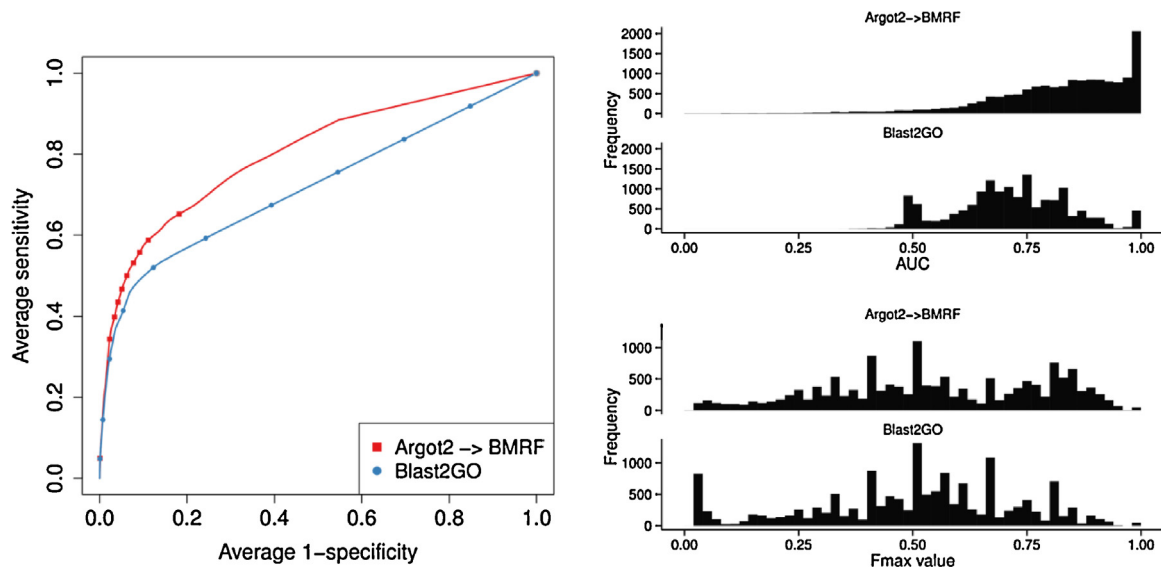 1.0
0.8
0.6
0.4
0.2
0.0
Average sensitivity
0.0 0.2 0.4 0.6 0.8 1.0
Average 1-specificity
Argot2 -> BMRF
Blast2GO
Argot2->BMRF
2000
1500
1000
500
0
Blast2GO
2000
1500
1000
500
0
Frequency
0.00 0.25 0.50 0.75 1.00
AUC
Argot2->BMRF
1000
500
0
Blast2GO
1000
500
0
Frequency
0.00 0.25 0.50 0.75 1.00
Fmax value